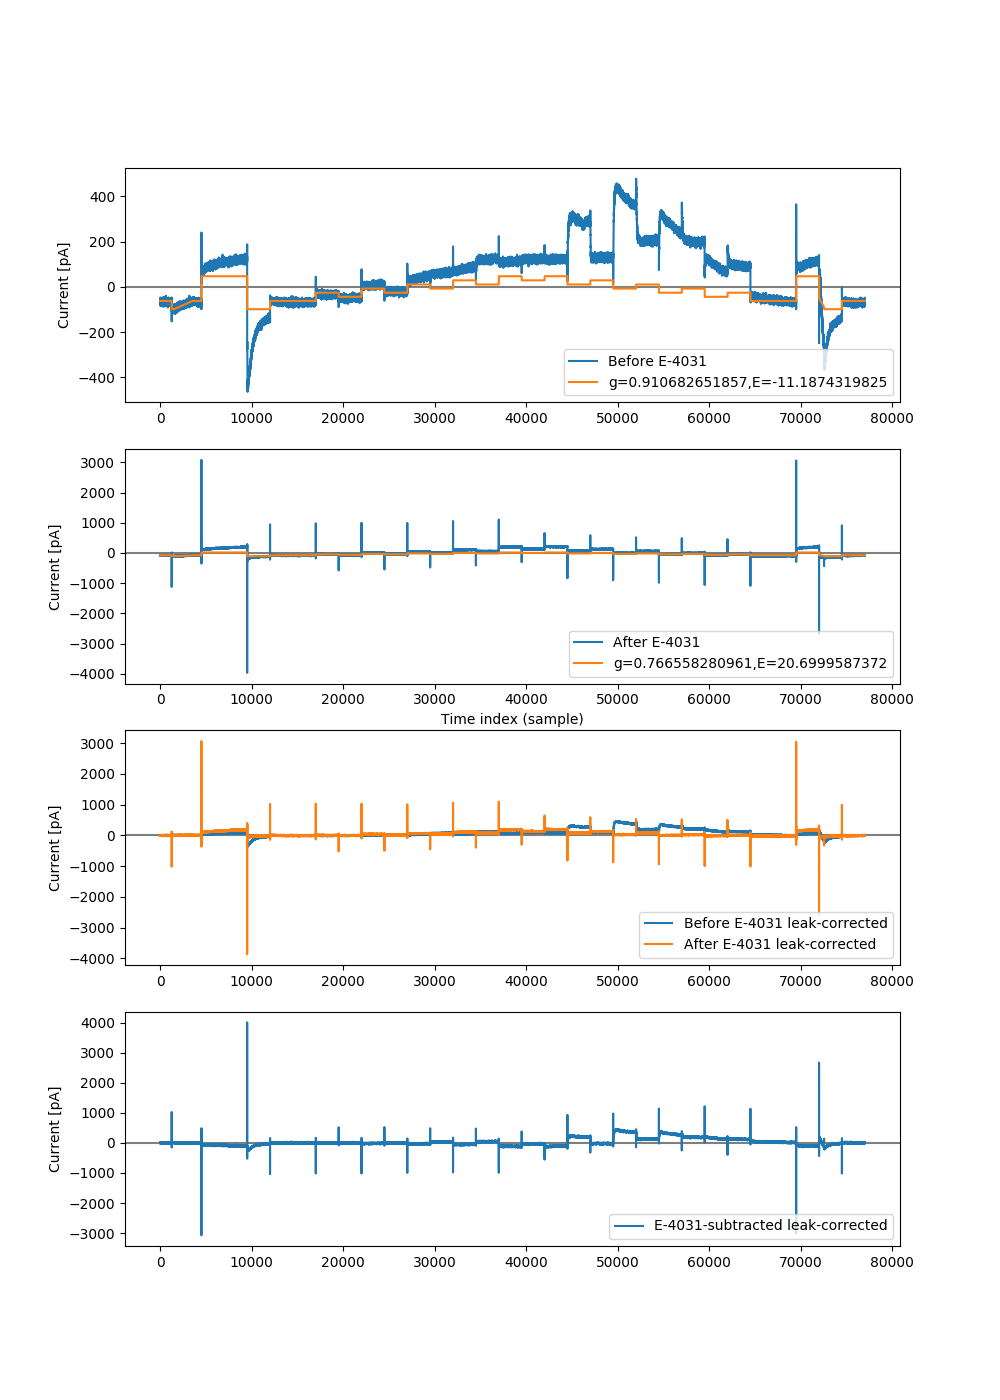 400
200
0
−200
−400
Current [pA]
Before E-4031
g=0.910682651857,E=-11.1874319825
0 10000 20000 30000 40000 50000 60000 70000 80000
3000
2000
1000
0
−1000
−2000
−3000
−4000
Current [pA]
After E-4031
g=0.766558280961,E=20.6999587372
0 10000 20000 30000 40000 50000 60000 70000 80000
Time index (sample)
3000
2000
1000
0
−1000
−2000
−3000
−4000
Current [pA]
Before E-4031 leak-corrected
After E-4031 leak-corrected
0 10000 20000 30000 40000 50000 60000 70000 80000
4000
3000
2000
1000
0
−1000
−2000
−3000
Current [pA]
E-4031-subtracted leak-corrected
0 10000 20000 30000 40000 50000 60000 70000 80000